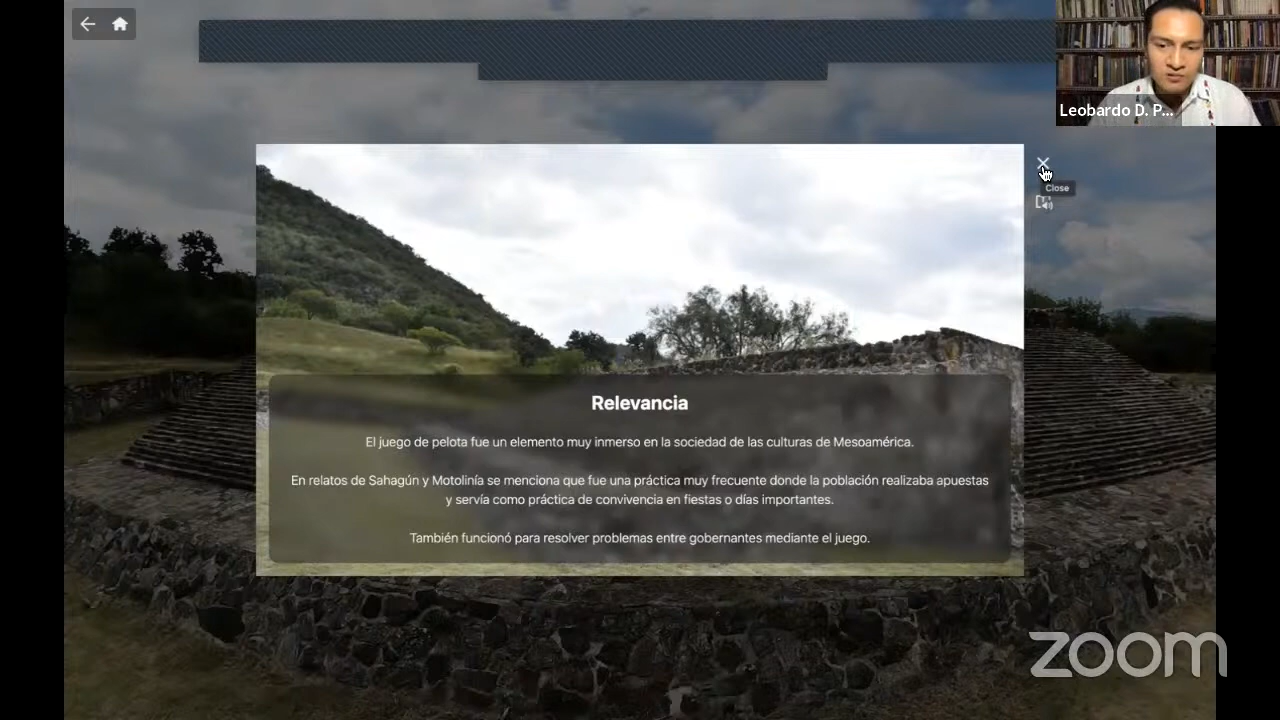 Leobardo D. P...
Close
Relevancia
El juego de pelota fue un elemento muy inmerso en la sociedad de las culturas de Mesoamérica.
En relatos de Sahagún y Motolinía se menciona que fue una práctica muy frecuente donde la población realizaba apuestas
y servía como práctica de convivencia en fiestas o días importantes.
También funcionó para resolver problemas entre gobernantes mediante el juego.
zoom